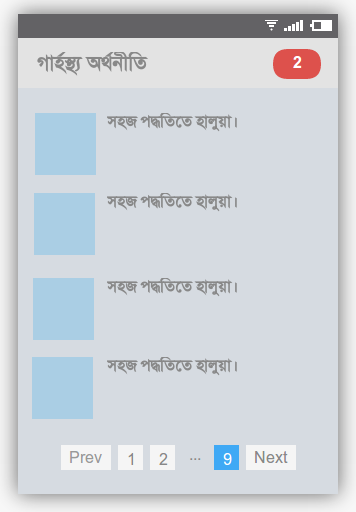 গার্হস্থ্য অর্থনীতি
2
সহজ পদ্ধতিতে হালুয়া।
সহজ পদ্ধতিতে হালুয়া।
সহজ পদ্ধতিতে হালুয়া।
সহজ পদ্ধতিতে হালুয়া।
Prev 1 2 ... 9 Next